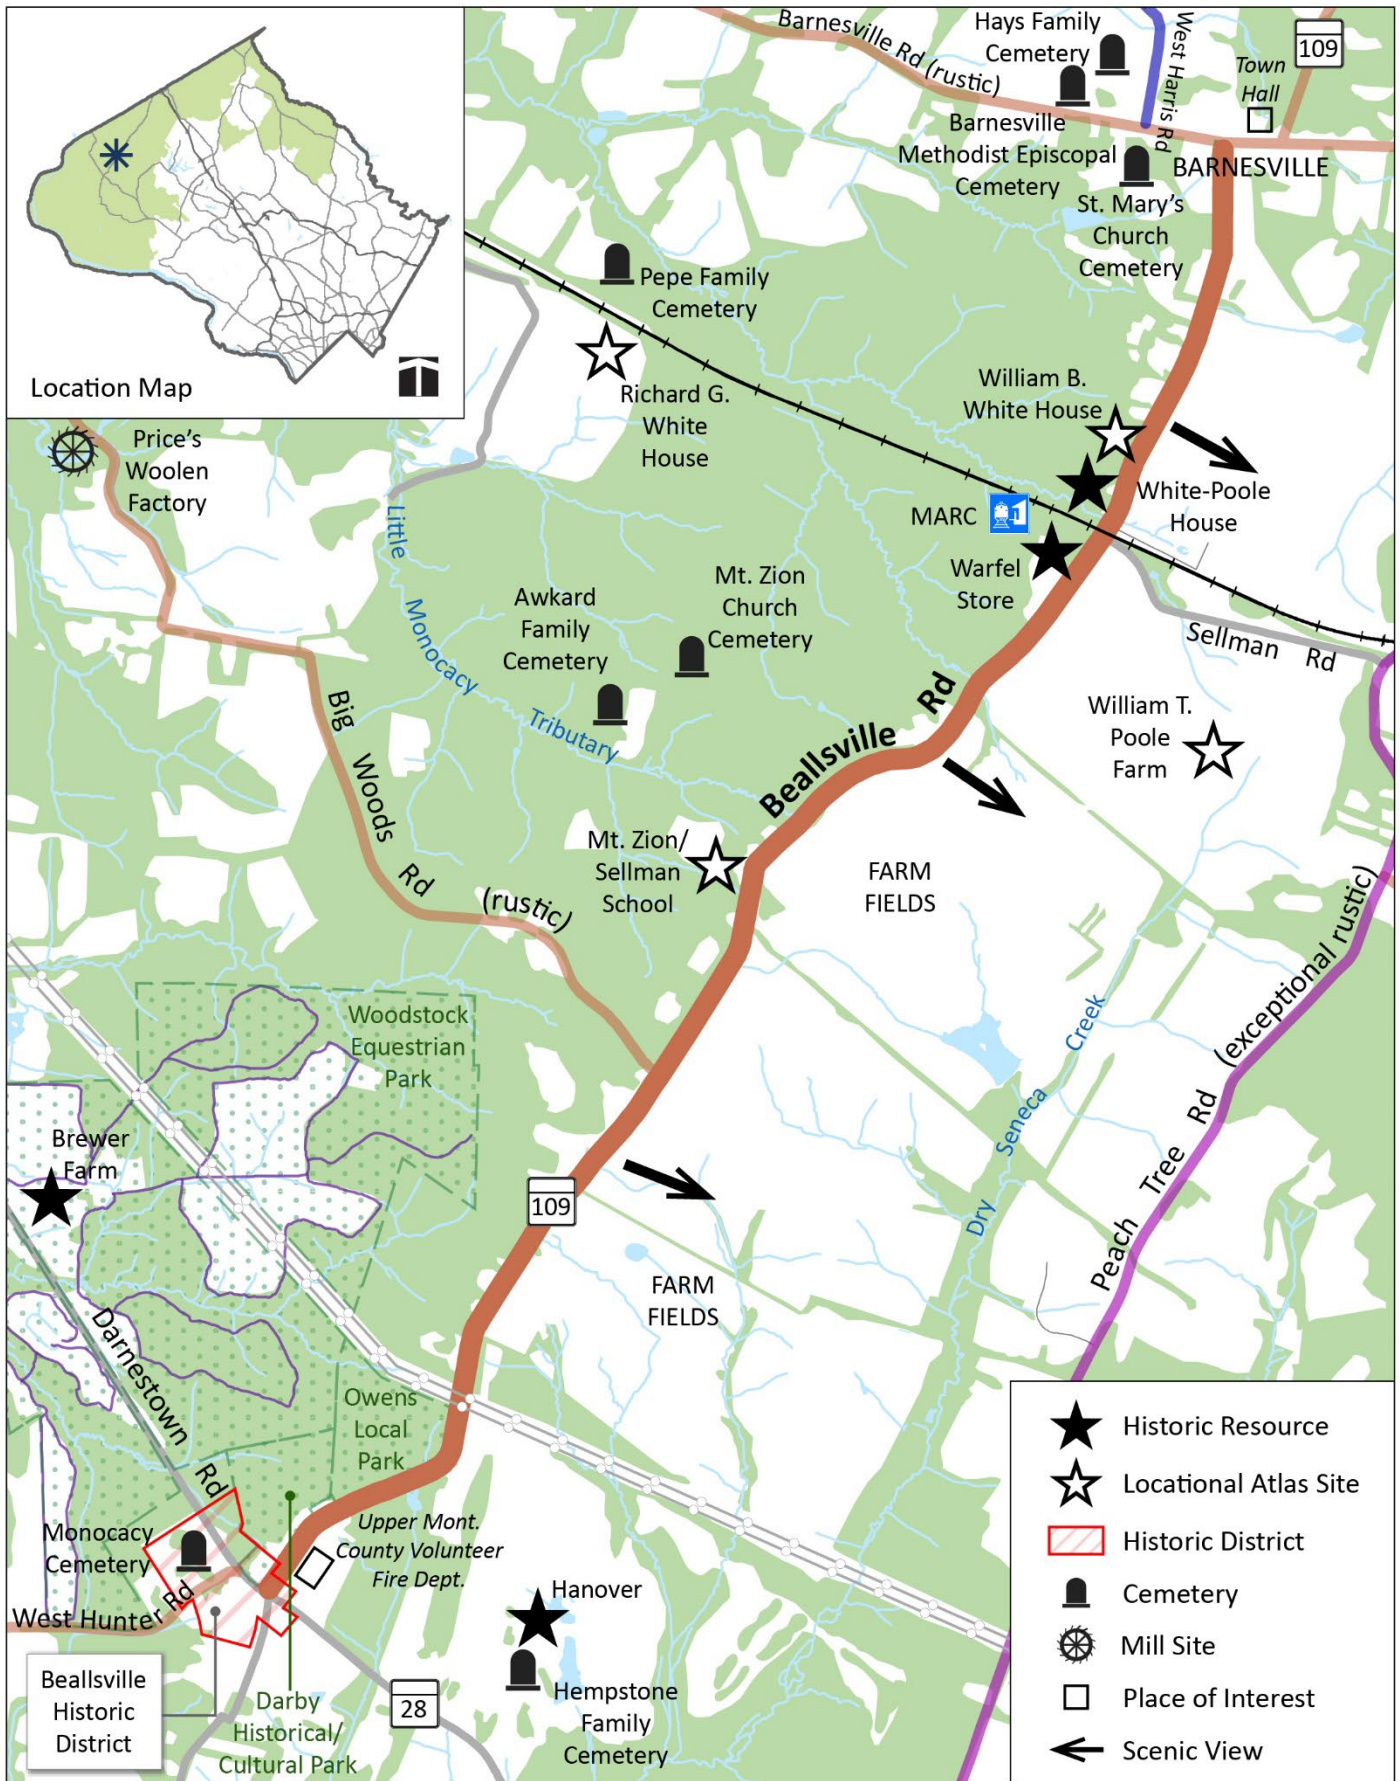 Location Map
Barnesville Rd (rustic)
Hays Family
Cemetery
West Harris Rd
109
Town
Hall
Barnesville
Methodist Episcopal
Cemetery
BARNESVILLE
St. Mary's
Church
Cemetery
Pepe Family
Cemetery
Richard G.
White
House
William B.
White House
Price's
Woolen
Factory
White-Poole
House
MARC
Warfel
Store
Little
Monocacy
Tributary
Awkard
Family
Cemetery
Mt. Zion
Church
Cemetery
Sellman Rd
Beallsville Rd
William T.
Poole
Farm
Big
Woods
Rd
(rustic)
Mt. Zion/
Sellman
School
FARM
FIELDS
Peach Tree Rd (exceptional rustic)
Dry Seneca Creek
Woodstock
Equestrian
Park
Brewer
Farm
109
FARM
FIELDS
Darnestown Rd
Owens
Local
Park
Monocacy
Cemetery
Upper Mont.
County Volunteer
Fire Dept.
West Hunter Rd
Hanover
Beallsville
Historic
District
Darby
Historical/
Cultural Park
28
Hempstone
Family
Cemetery
Historic Resource
Locational Atlas Site
Historic District
Cemetery
Mill Site
Place of Interest
Scenic View